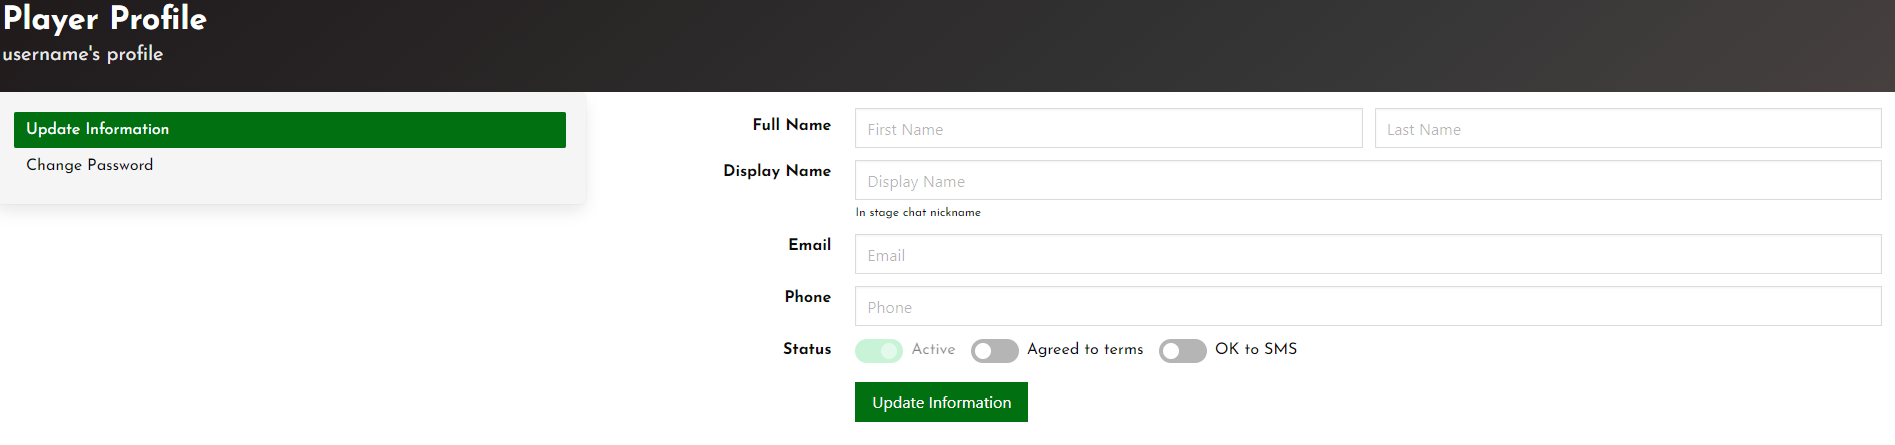 Player Profile
username's profile
Update Information
Change Password
Full Name First Name Last Name
Display Name Display Name
In stage chat nickname
Email Email
Phone Phone
Status Active Agreed to terms OK to SMS
Update Information